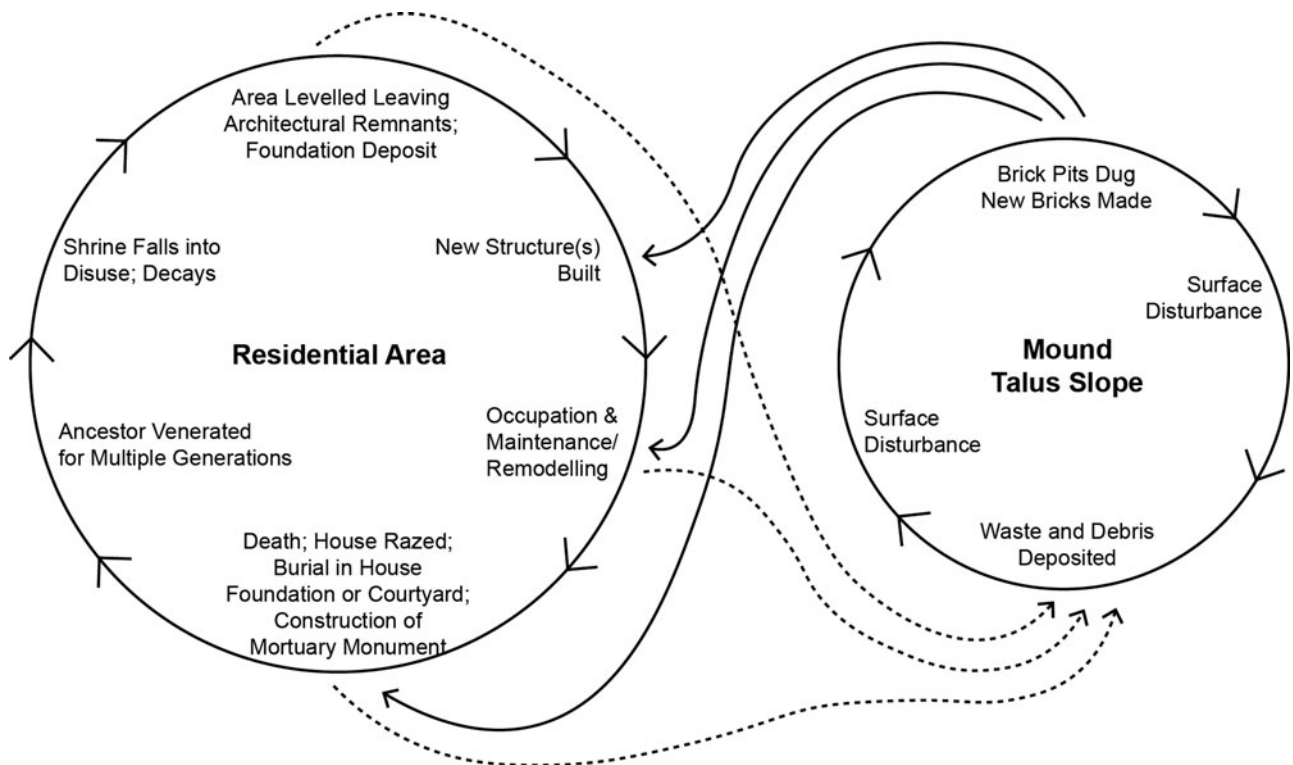 Area Levelled Leaving
Architectural Remnants;
Foundation Deposit
New Structure(s)
Built
Occupation &
Maintenance/
Remodelling
Death; House Razed;
Burial in House
Foundation or Courtyard;
Construction of
Mortuary Monument
Ancestor Venerated
for Multiple Generations
Shrine Falls into
Disuse; Decays
Residential Area
Brick Pits Dug
New Bricks Made
Surface
Disturbance
Waste and Debris
Deposited
Surface
Disturbance
Mound
Talus Slope